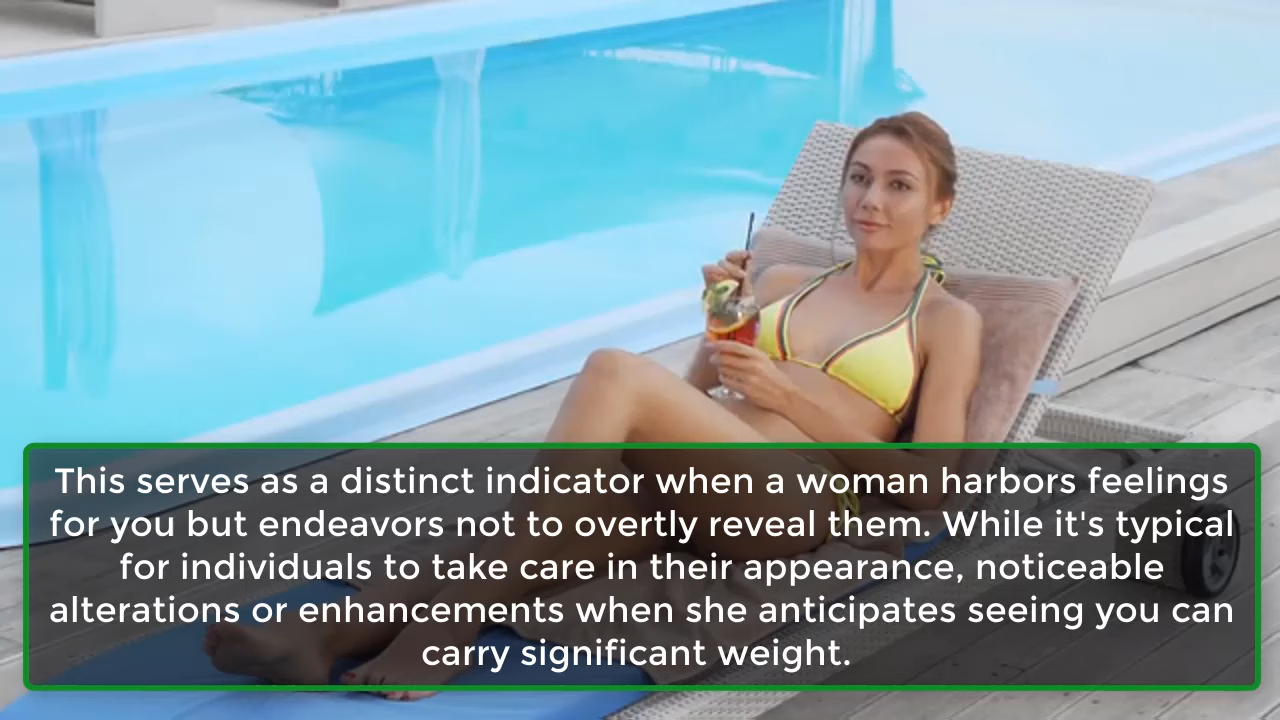 This serves as a distinct indicator when a woman harbors feelings
for you but endeavors not to overtly reveal them. While it's typical
for individuals to take care in their appearance, noticeable
alterations or enhancements when she anticipates seeing you can
carry significant weight.